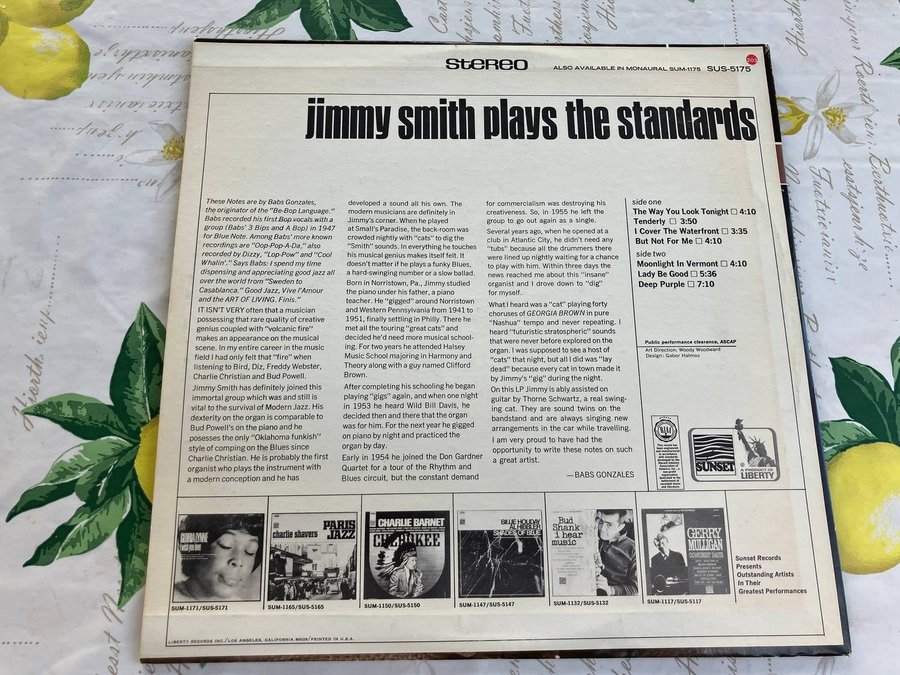 stereo
ALSO AVAILABLE IN MONAURAL SUM-1175 SUS-5175
203
jimmy smith plays the standards
These Notes are by Babs Gonzales,
the originator of the "Be-Bop Language."
Babs recorded his first Bop vocals with a
group (Babs' 3 Bips and A Bop) in 1947
for Blue Note. Among Babs' more known
recordings are "Oop-Pop-A-Da," also
recorded by Dizzy, "Lop-Pow" and "Cool
Whalin'." Says Babs: I spend my time
dispensing and appreciating good jazz all
over the world from "Sweden to
Casablanca." Good Jazz, Vive l'Amour
and the ART OF LIVING. Finis."
IT ISN'T VERY OFTEN that a musician
possessing that rare quality of creative
genius coupled with "volcanic fire"
makes an appearance on the musical
scene. In my entire career in the music
field I had only felt that "fire" when
listening to Bird, Diz, Freddy Webster,
Charlie Christian and Bud Powell.
Jimmy Smith has definitely joined this
immortal group which was and still is
vital to the survival of Modern Jazz. His
dexterity on the organ is comparable to
Bud Powell's on the piano and he
posesses the only "Oklahoma funkish"
style of comping on the Blues since
Charlie Christian. He is probably the first
organist who plays the instrument with
a modern conception and he has
developed a sound all his own. The
modern musicians are definitely in
Jimmy's corner. When he played
at Small's Paradise, the back-room was
crowded nightly with "cats" to dig the
"Smith" sounds. In everything he touches
his musical genius makes itself felt. It
doesn't matter if he plays a funky Blues,
a hard-swinging number or a slow ballad.
Born in Norristown, Pa., Jimmy studied
the piano under his father, a piano
teacher. He "gigged" around Norristown
and Western Pennsylvania from 1941 to
1951, finally settling in Philly. There he
met all the touring "great cats" and
decided he'd need more musical school-
ing. For two years he attended Halsey
Music School majoring in Harmony and
Theory along with a guy named Clifford
Brown.
After completing his schooling he began
playing "gigs" again, and when one night
in 1953 he heard Wild Bill Davis, he
decided then and there that the organ
was for him. For the next year he gigged
on piano by night and practiced the
organ by day.
Early in 1954 he joined the Don Gardner
Quartet for a tour of the Rhythm and
Blues circuit, but the constant demand
for commercialism was destroying his
creativeness. So, in 1955 he left the
group to go out again as a single.
Several years ago, when he opened at a
club in Atlantic City, he didn't need any
"tubs" because all the drummers there
were lined up nightly waiting for a chance
to play with him. Within three days the
news reached me about this "insane"
organist and I drove down to "dig"
for myself.
What I heard was a "cat" playing forty
choruses of GEORGIA BROWN in pure
"Nashua" tempo and never repeating. I
heard "futuristic stratospheric" sounds
that were never before explored on the
organ. I was supposed to see a host of
"cats" that night, but all I did was "lay
dead" because every cat in town made it
by Jimmy's "gig" during the night.
On this LP Jimmy is ably assisted on
guitar by Thorne Schwartz, a real swing-
ing cat. They are sound twins on the
bandstand and are always singing new
arrangements in the car while travelling.
I am very proud to have had the
opportunity to write these notes on such
a great artist.
—BABS GONZALES
side one
The Way You Look Tonight □ 4:10
Tenderly □ 3:50
I Cover The Waterfront □ 3:35
But Not For Me □ 4:10
side two
Moonlight In Vermont □ 4:10
Lady Be Good □ 5:36
Deep Purple □ 7:10
Public performance clearance, ASCAP
Art Direction: Woody Woodward
Design: Gabor Halmos
RIAA
SUNSET
A PRODUCT OF
LIBERTY
GLORIA LYNNE
charlie shavers
PARIS
JAZZ
CHARLIE BARNET
CHEROKEE
BILLIE HOLIDAY
AL HIBBLER
SHADES OF BLUE
Bud
Shank
i hear
music
GERRY
MULLIGAN
CONCERT DAYS
SUM-1171/SUS-5171
SUM-1165/SUS-5165
SUM-1150/SUS-5150
SUM-1147/SUS-5147
SUM-1132/SUS-5132
SUM-1117/SUS-5117
Sunset Records
Presents
Outstanding Artists
In Their
Greatest Performances
LIBERTY RECORDS INC./LOS ANGELES, CALIFORNIA 90028/PRINTED IN U.S.A.